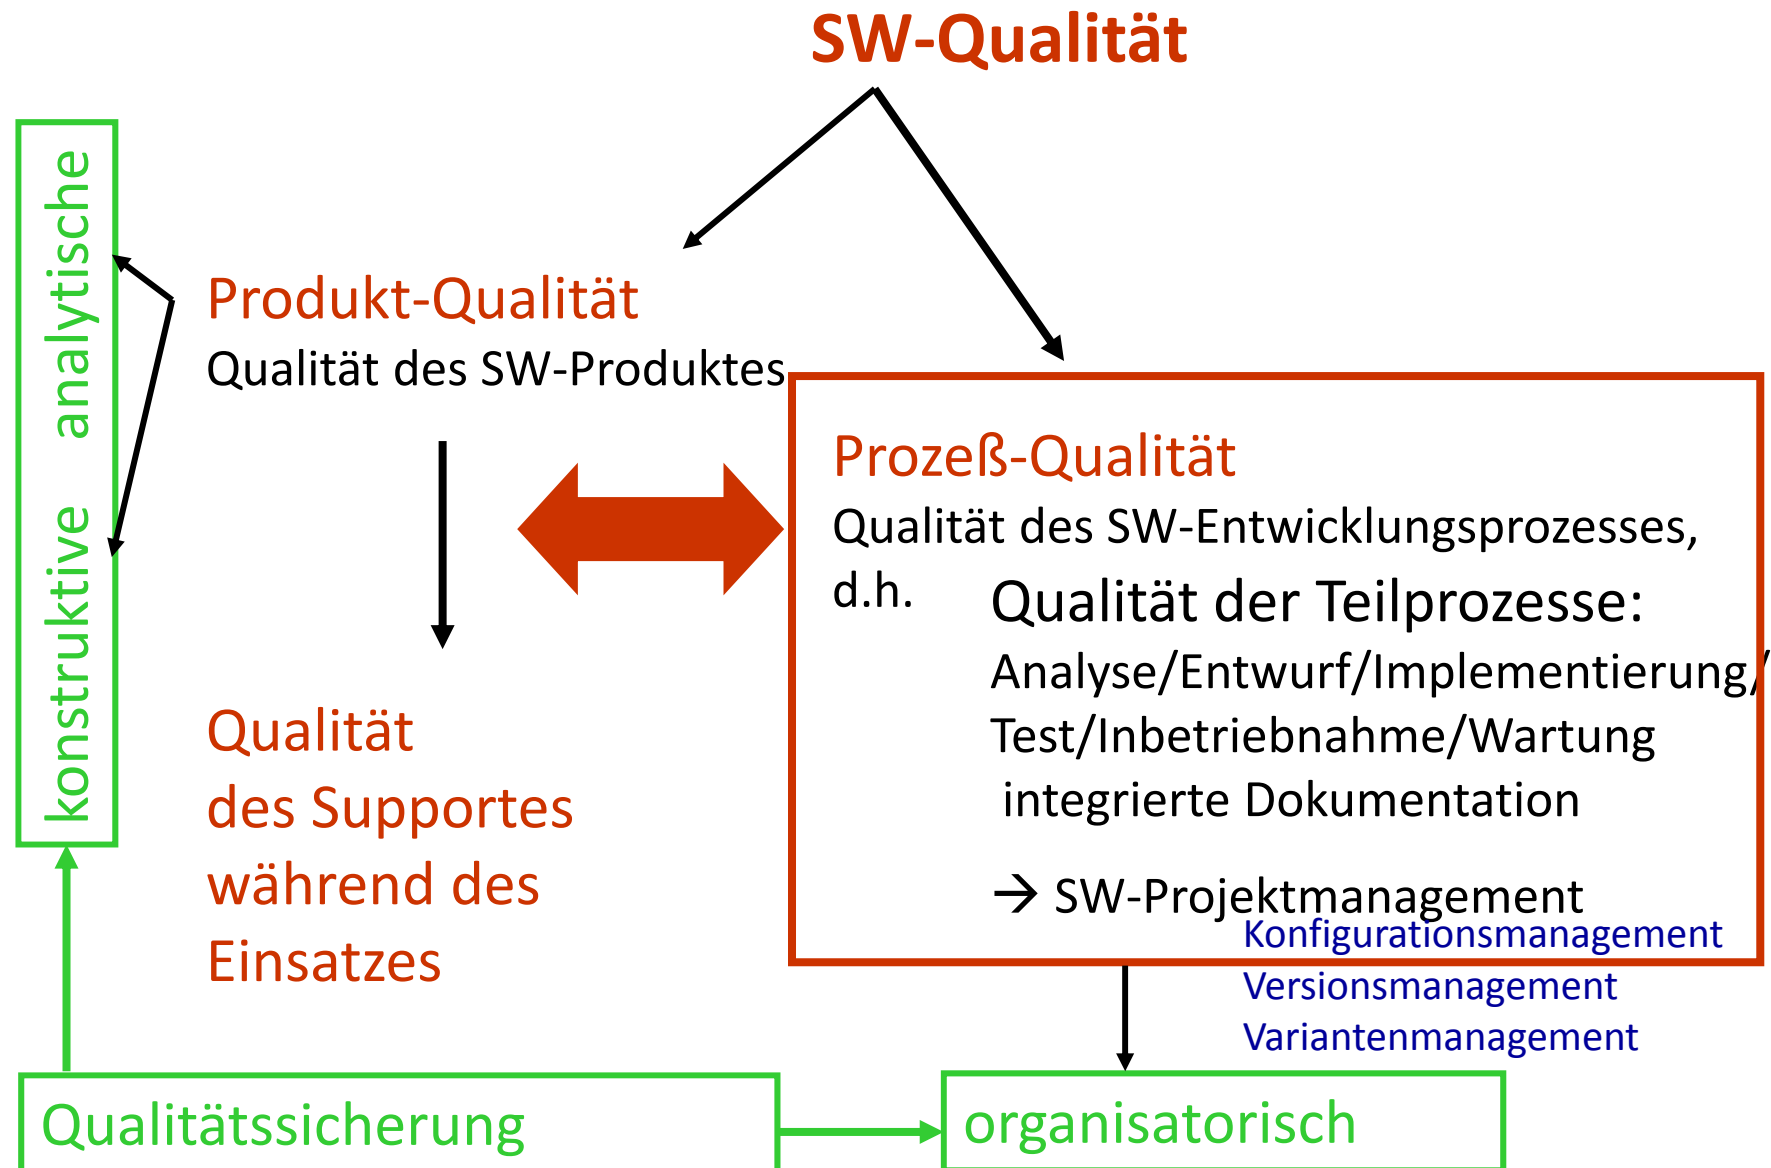 SW-Qualität
konstruktive analytische
Produkt-Qualität
Qualität des SW-Produktes
Qualität
des Supportes
während des
Einsatzes
Prozeß-Qualität
Qualität des SW-Entwicklungsprozesses,
d.h. Qualität der Teilprozesse:
Analyse/Entwurf/Implementierung/
Test/Inbetriebnahme/Wartung
integrierte Dokumentation
→ SW-Projektmanagement
Konfigurationsmanagement
Versionsmanagement
Variantenmanagement
Qualitätssicherung
organisatorisch